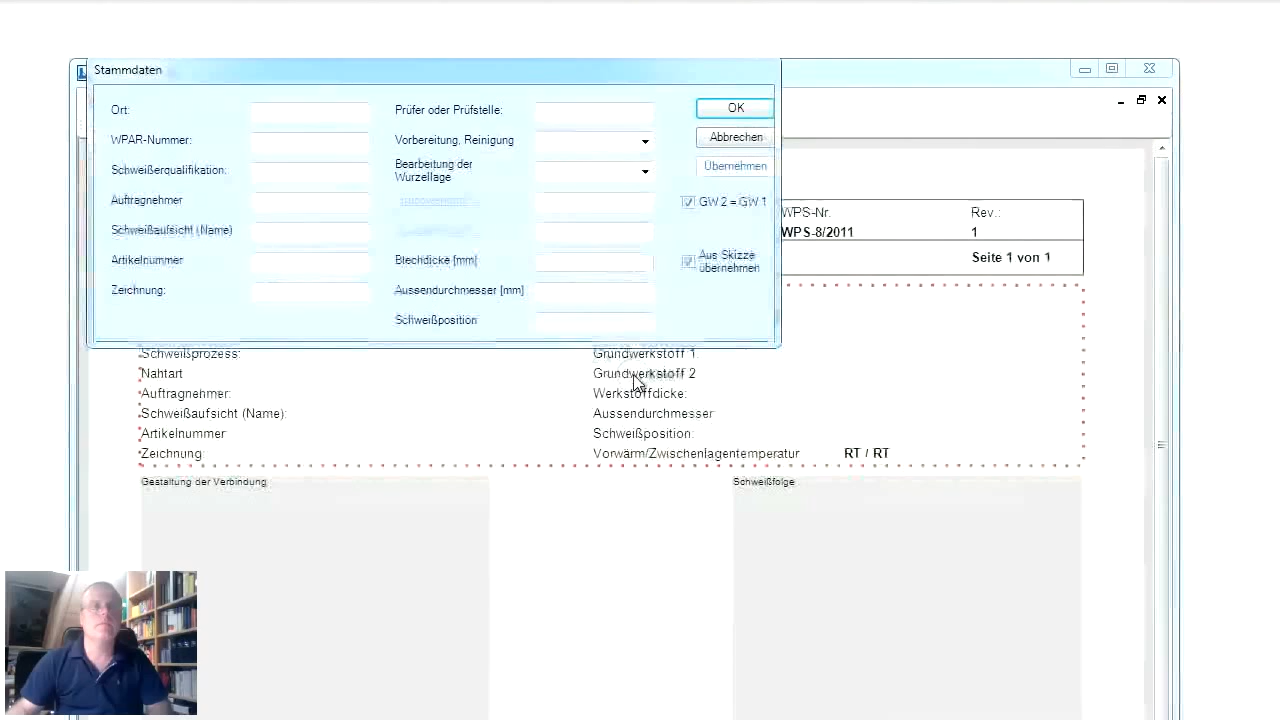 Stammdaten
Ort:
Prüfer oder Prüfstelle:
OK
WPAR-Nummer:
Vorbereitung, Reinigung
Abbrechen
Schweißerqualifikation:
Bearbeitung der
Wurzellage
Übernehmen
Auftragnehmer
GW 2 = GW 1
Schweißaufsicht (Name)
Artikelnummer
Blechdicke [mm]
Aus Skizze
übernehmen
Zeichnung:
Aussendurchmesser [mm]
Schweißposition
WPS-Nr.
Rev.:
WPS-8/2011
1
Seite 1 von 1
Schweißprozess:
Grundwerkstoff 1
Nahtart
Grundwerkstoff 2
Auftragnehmer:
Werkstoffdicke:
Schweißaufsicht (Name):
Aussendurchmesser
Artikelnummer
Schweißposition:
Zeichnung:
Vorwärm/Zwischenlagentemperatur
RT / RT
Gestaltung der Verbindung
Schweißfolge